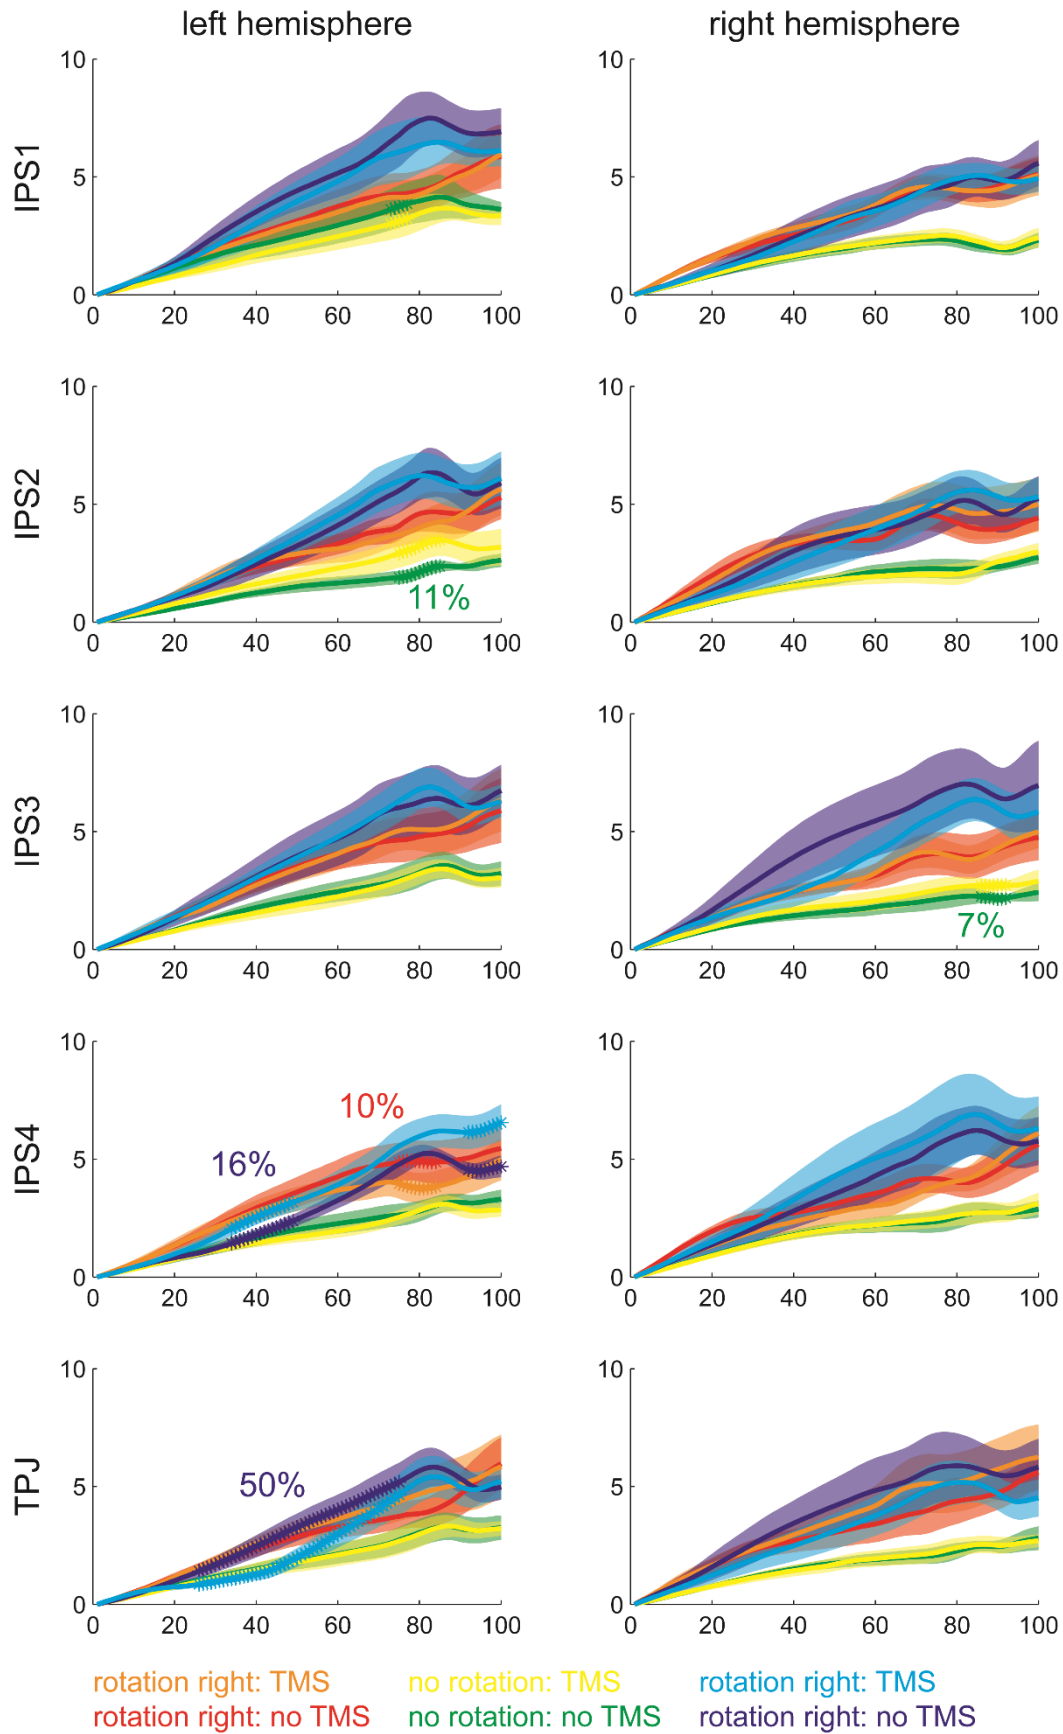 left hemisphere right hemisphere
IPS1
10 10
5 5
0 0
0 20 40 60 80 100 0 20 40 60 80 100
IPS2
10 10
5 5
11%
0 0
0 20 40 60 80 100 0 20 40 60 80 100
IPS3
10 10
5 5
7%
0 0
0 20 40 60 80 100 0 20 40 60 80 100
IPS4
10 10
10%
16%
5 5
0 0
0 20 40 60 80 100 0 20 40 60 80 100
TPJ
10 10
50%
5 5
0 0
0 20 40 60 80 100 0 20 40 60 80 100
rotation right: TMS no rotation: TMS rotation right: TMS
rotation right: no TMS no rotation: no TMS rotation right: no TMS